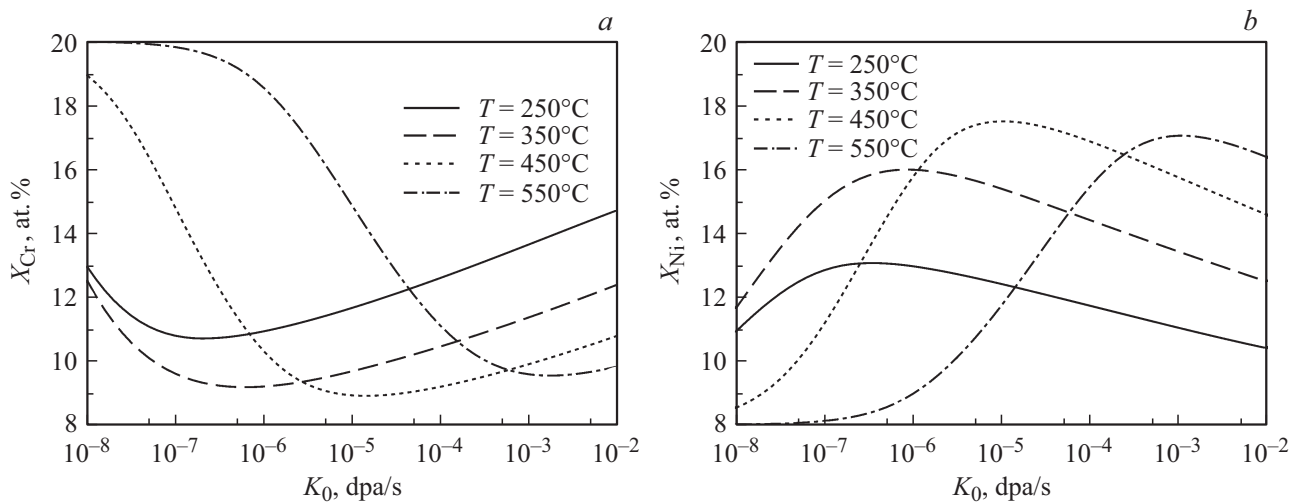 a
20
18
16
14
12
10
8
X_Cr, at. %
T = 250°C
T = 350°C
T = 450°C
T = 550°C
10^–8
10^–7
10^–6
10^–5
10^–4
10^–3
10^–2
K_0, dpa/s
b
20
18
16
14
12
10
8
X_Ni, at. %
T = 250°C
T = 350°C
T = 450°C
T = 550°C
10^–8
10^–7
10^–6
10^–5
10^–4
10^–3
10^–2
K_0, dpa/s